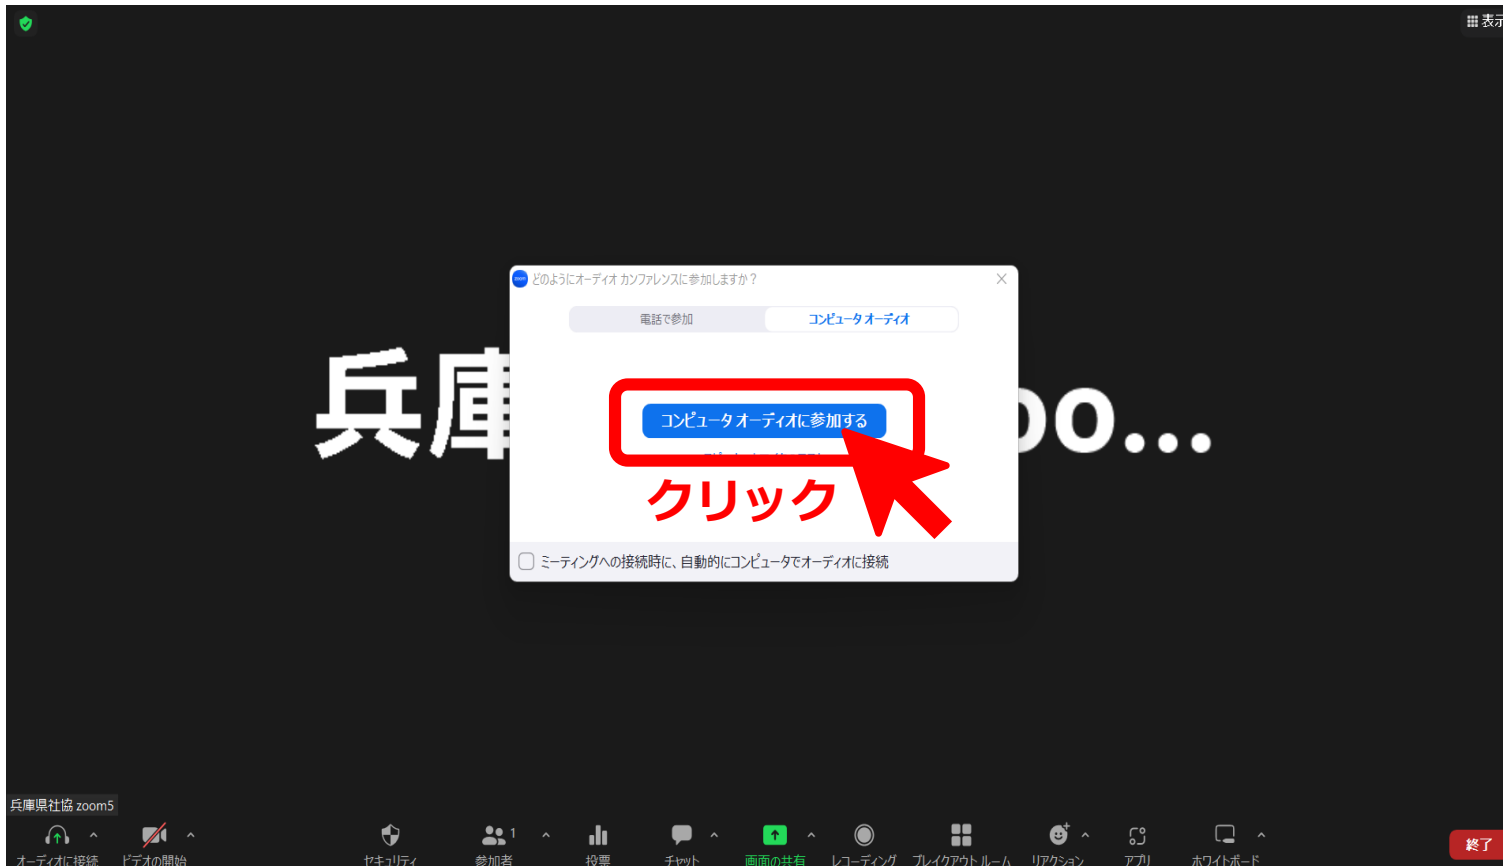 表示
zoom どのようにオーディオ カンファレンスに参加しますか？
電話で参加 コンピュータ オーディオ
兵庫 oo...
コンピュータ オーディオに参加する
クリック
ミーティングへの接続時に、自動的にコンピュータでオーディオに接続
兵庫県社協 zoom5
1
オーディオに接続 ビデオの開始 セキュリティ 参加者 投票 チャット 画面の共有 レコーディング ブレイクアウト ルーム リアクション アプリ ホワイトボード 終了